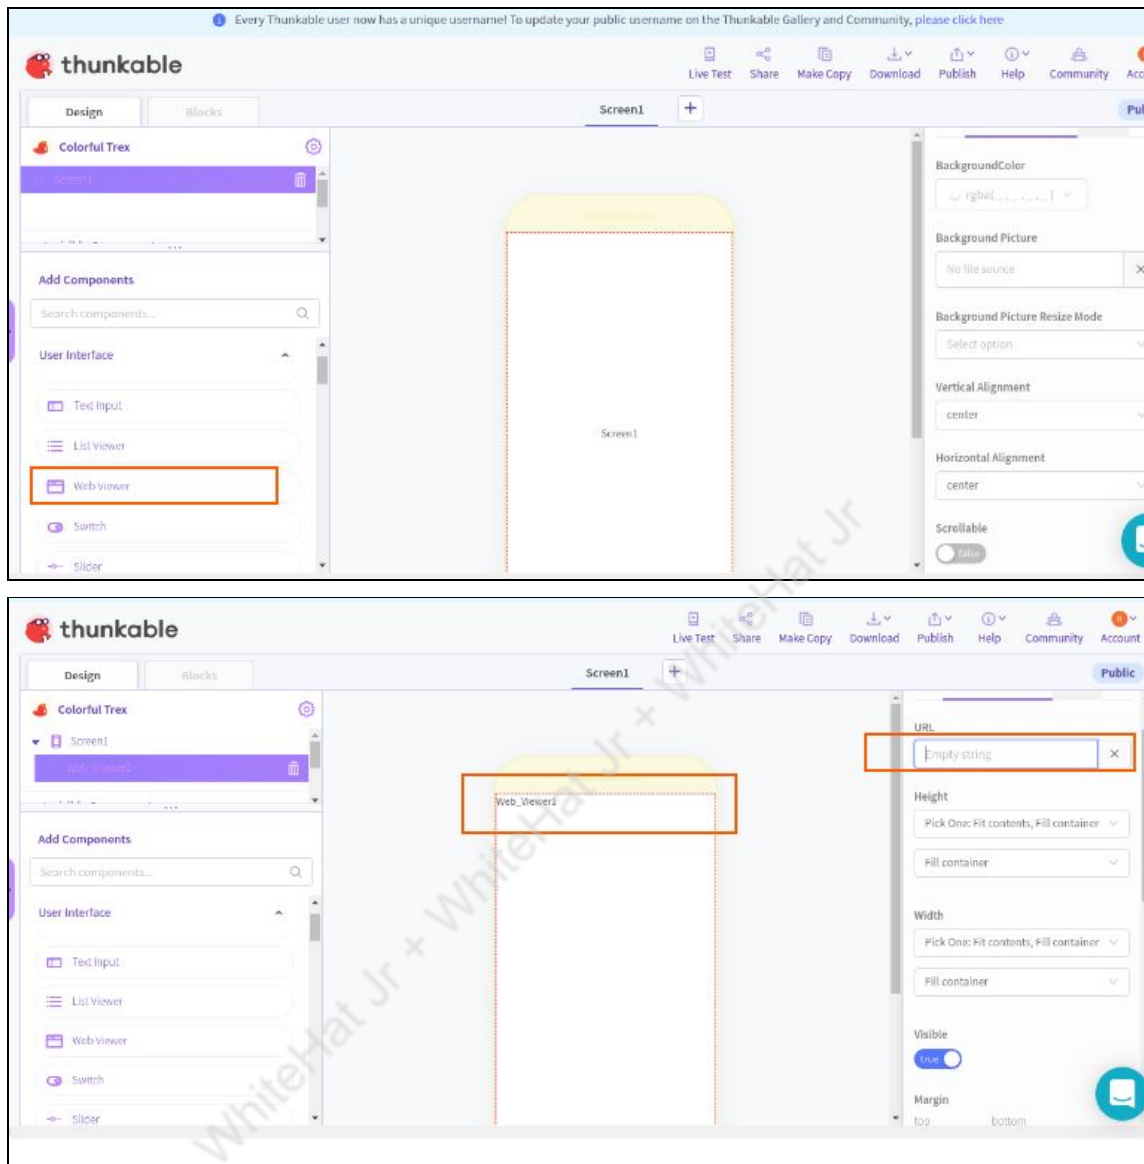 Every Thunkable user now has a unique username! To update your public username on the Thunkable Gallery and Community, please click here
thunkable
Live Test Share Make Copy Download Publish Help Community Acc
Design Blocks Screen1 + Pub
Colorful Trex
Screen1
BackgroundColor
rgba( _ , _ , _ , _ )
Background Picture
No file source
Add Components
Search components...
Background Picture Resize Mode
Select option
User Interface
Vertical Alignment
center
Text Input
Screen1
List Viewer
Horizontal Alignment
center
Web Viewer
Switch
Scrollable
false
Slider
thunkable
Live Test Share Make Copy Download Publish Help Community Account
Design Blocks Screen1 + Public
Colorful Trex
Screen1
Web_Viewer1
URL
Empty string
Web_Viewer1
Height
Pick One: Fit contents, Fill container
Fill container
Add Components
Search components...
User Interface
Width
Pick One: Fit contents, Fill container
Fill container
Text Input
List Viewer
Web Viewer
Visible
true
Switch
Margin
Slider
top bottom
WhiteHat Jr + WhiteHat Jr + WhiteHat Jr